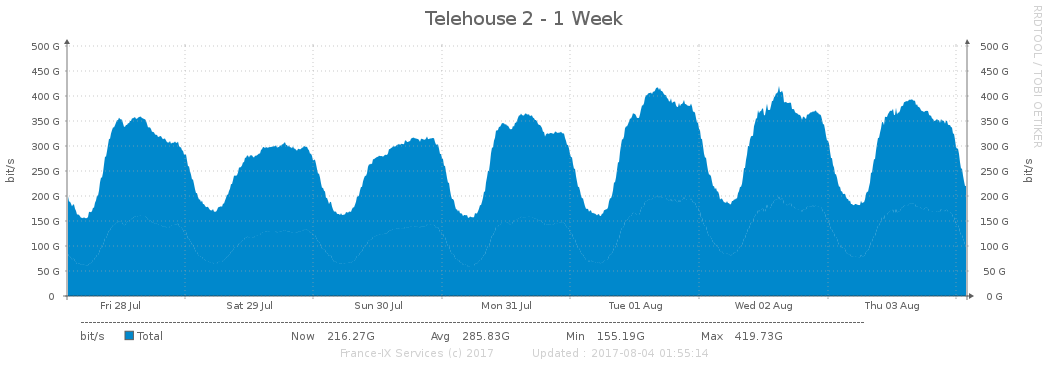 Telehouse 2 - 1 Week
RRDTOOL / TOBI OETIKER
bit/s
500 G
450 G
400 G
350 G
300 G
250 G
200 G
150 G
100 G
50 G
0
500 G
450 G
400 G
350 G
300 G
250 G
200 G
150 G
100 G
50 G
0 G
bit/s
Fri 28 Jul Sat 29 Jul Sun 30 Jul Mon 31 Jul Tue 01 Aug Wed 02 Aug Thu 03 Aug
bit/s Total Now 216.27G Avg 285.83G Min 155.19G Max 419.73G
France-IX Services (c) 2017 Updated : 2017-08-04 01:55:14